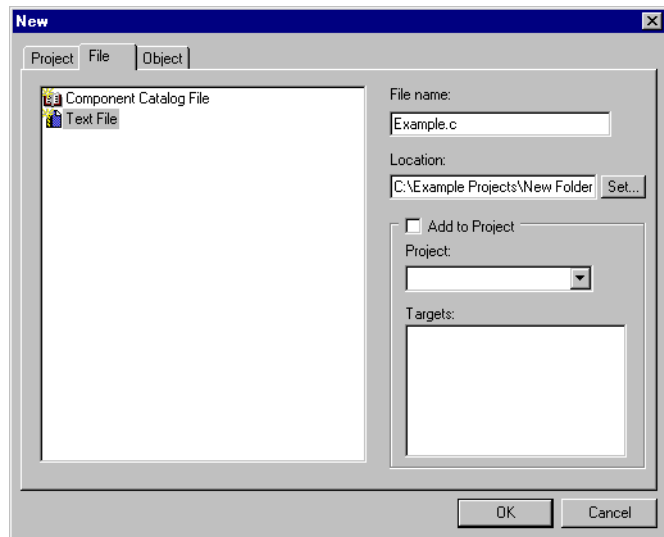 New
Project File Object
Component Catalog File
Text File
File name:
Example.c
Location:
C:\Example Projects\New Folder Set...
Add to Project
Project:
Targets:
OK Cancel